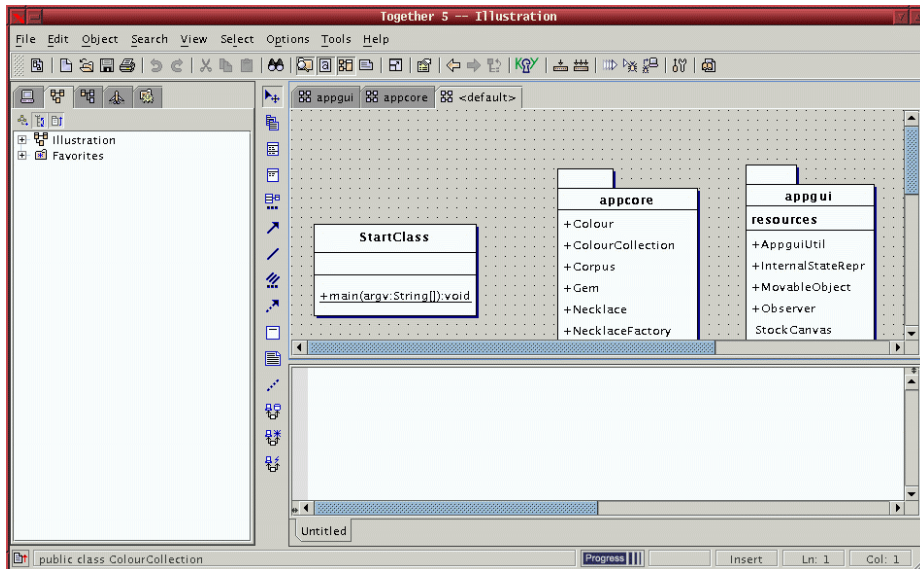 Together 5 -- Illustration
File Edit Object Search View Select Options Tools Help
appgui appcore <default>
Illustration
Favorites
StartClass
+main(argv:String[]):void
appcore
+Colour
+ColourCollection
+Corpus
+Gem
+Necklace
+NecklaceFactory
appgui
resources
+AppguiUtil
+InternalStateRepr
+MovableObject
+Observer
StockCanvas
Untitled
public class ColourCollection Progress Insert Ln: 1 Col: 1